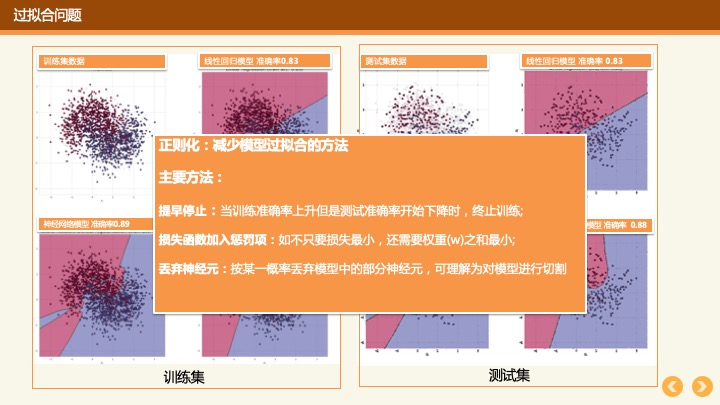 过拟合问题
训练集数据
线性回归模型 准确率0.83
测试集数据
线性回归模型 准确率 0.83
正则化：减少模型过拟合的方法
主要方法：
提早停止：当训练准确率上升但是测试准确率开始下降时，终止训练;
损失函数加入惩罚项：如不只要损失最小，还需要权重(w)之和最小;
丢弃神经元：按某一概率丢弃模型中的部分神经元，可理解为对模型进行切割
神经网络模型 准确率0.89
模型 准确率 0.88
训练集
测试集